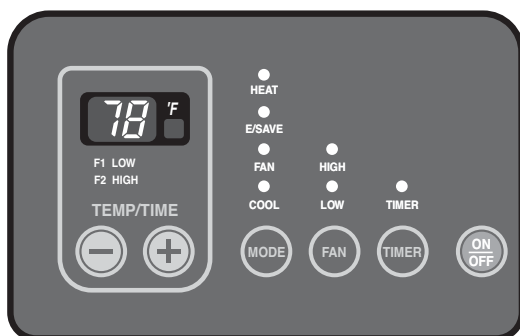 78 °F
F1 LOW
F2 HIGH
TEMP/TIME
− +
HEAT
E/SAVE
FAN HIGH
COOL LOW TIMER
MODE FAN TIMER
ON
OFF